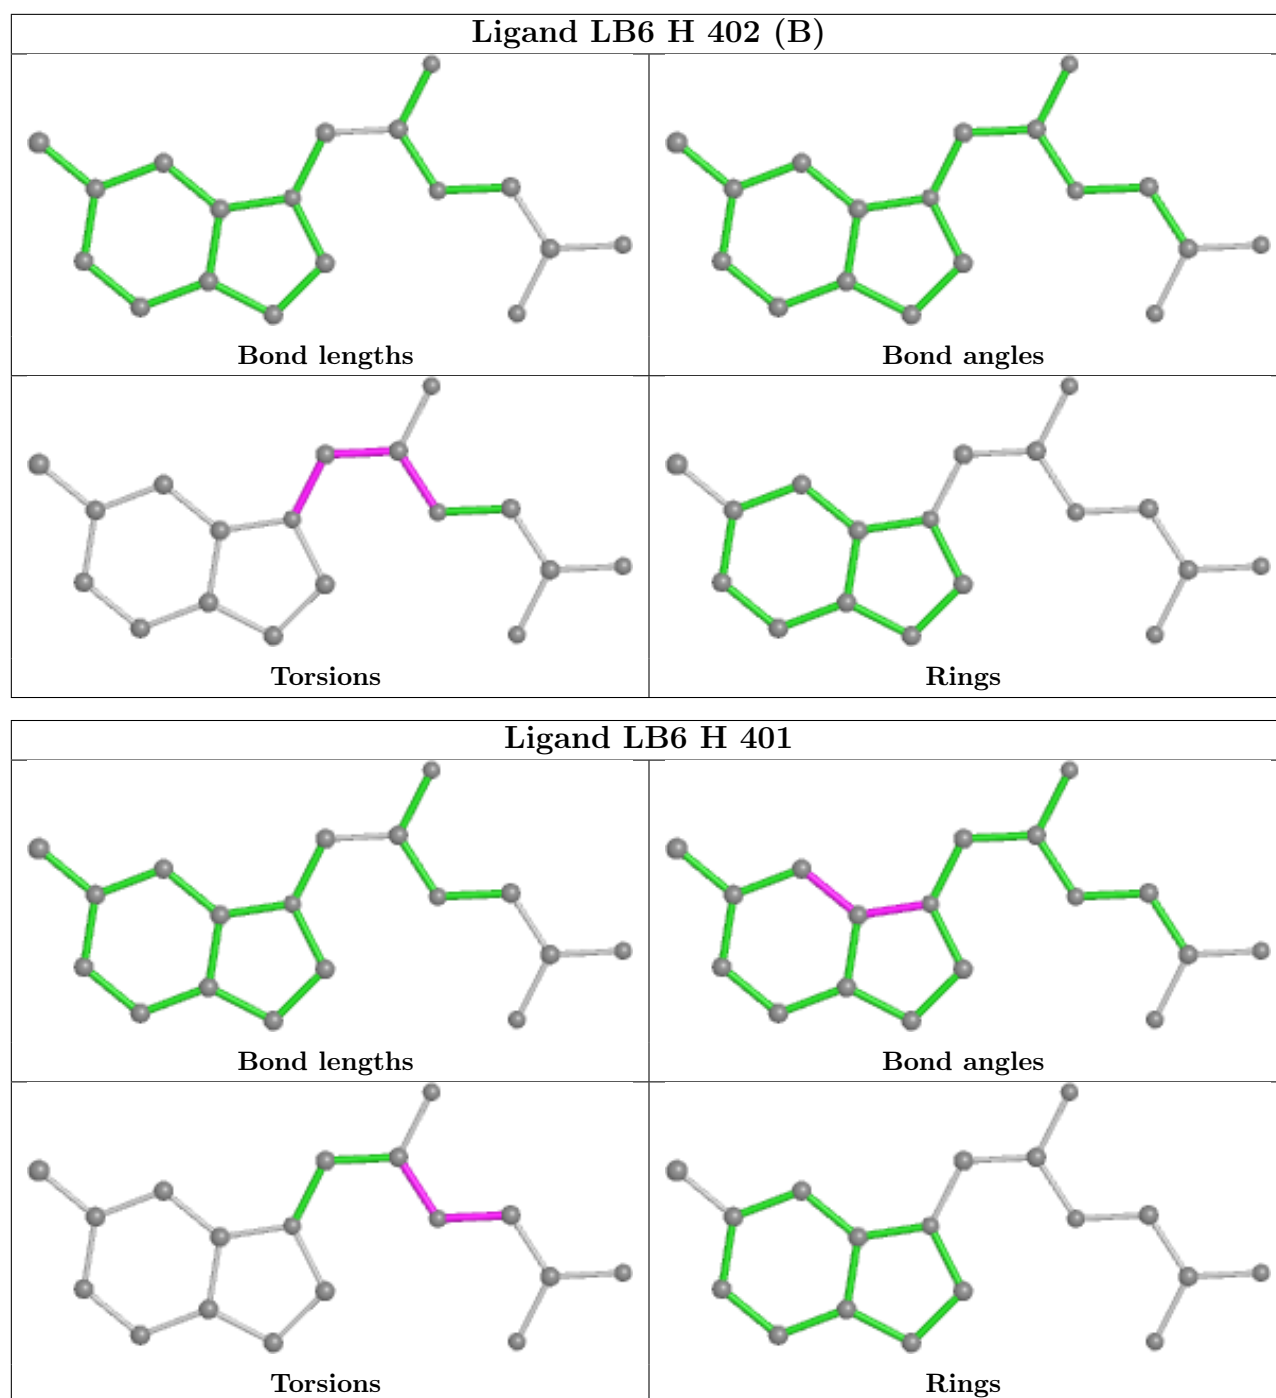 Ligand LB6 H 402 (B)
Bond lengths
Bond angles
Torsions
Rings
Ligand LB6 H 401
Bond lengths
Bond angles
Torsions
Rings